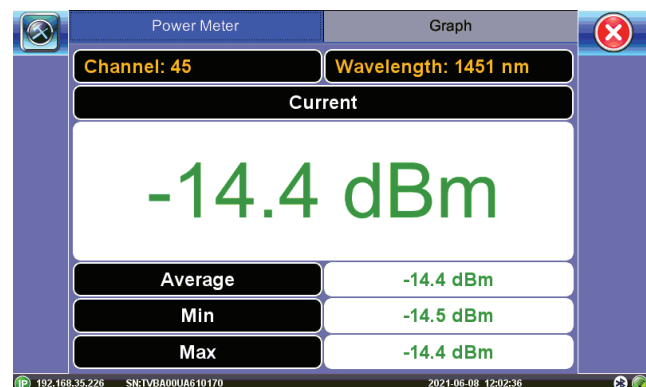 Power Meter Graph
Channel: 45 Wavelength: 1451 nm
Current
-14.4 dBm
Average -14.4 dBm
Min -14.5 dBm
Max -14.4 dBm
IP 192.168.35.226 SN:TVBA00UA610170 2021-06-08 12:02:36